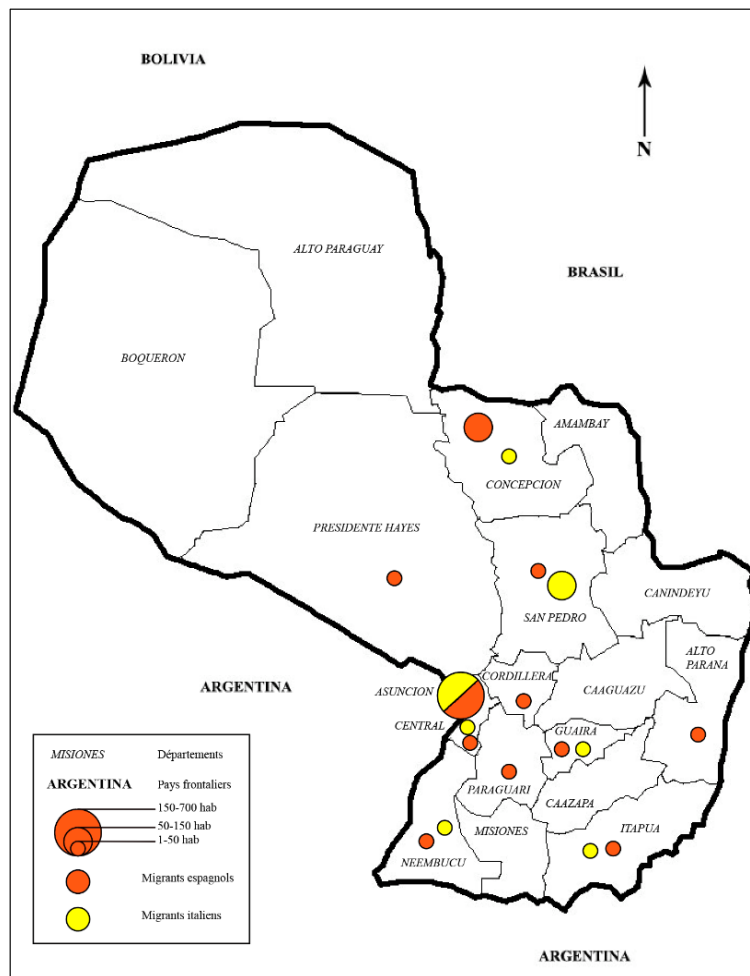 BOLIVIA
N
ALTO PARAGUAY
BRASIL
BOQUERON
AMAMBAY
CONCEPCION
PRESIDENTE HAYES
CANINDEYU
SAN PEDRO
ALTO
PARANA
CORDILLERA
ARGENTINA
ASUNCION
CAAGUAZU
CENTRAL
GUAIRA
MISIONES Départements
ARGENTINA Pays frontaliers
PARAGUARI
CAAZAPA
150-700 hab
50-150 hab
1-50 hab
MISIONES
ITAPUA
NEEMBUCU
Migrants espagnols
Migrants italiens
ARGENTINA